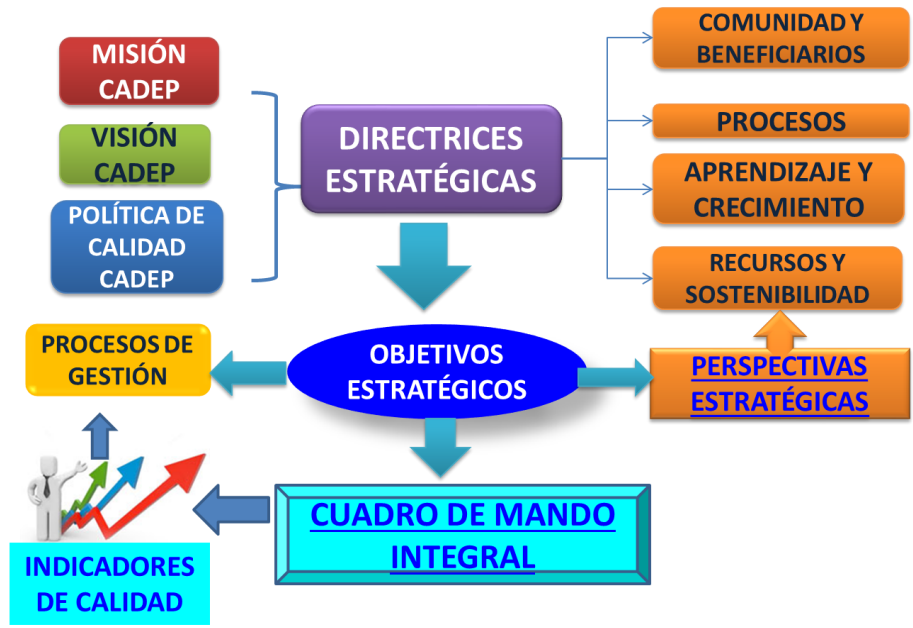 MISIÓN
CADEP
VISIÓN
CADEP
POLÍTICA DE
CALIDAD
CADEP
DIRECTRICES
ESTRATÉGICAS
COMUNIDAD Y
BENEFICIARIOS
PROCESOS
APRENDIZAJE Y
CRECIMIENTO
RECURSOS Y
SOSTENIBILIDAD
PROCESOS DE
GESTIÓN
OBJETIVOS
ESTRATÉGICOS
PERSPECTIVAS
ESTRATÉGICAS
CUADRO DE MANDO
INTEGRAL
INDICADORES
DE CALIDAD